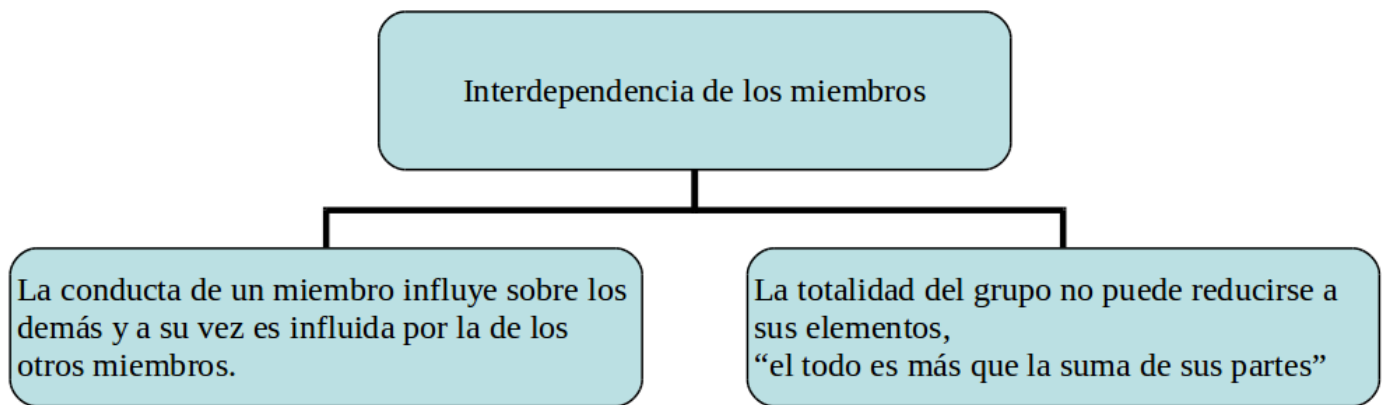 Interdependencia de los miembros
La conducta de un miembro influye sobre los
demás y a su vez es influida por la de los
otros miembros.
La totalidad del grupo no puede reducirse a
sus elementos,
“el todo es más que la suma de sus partes”